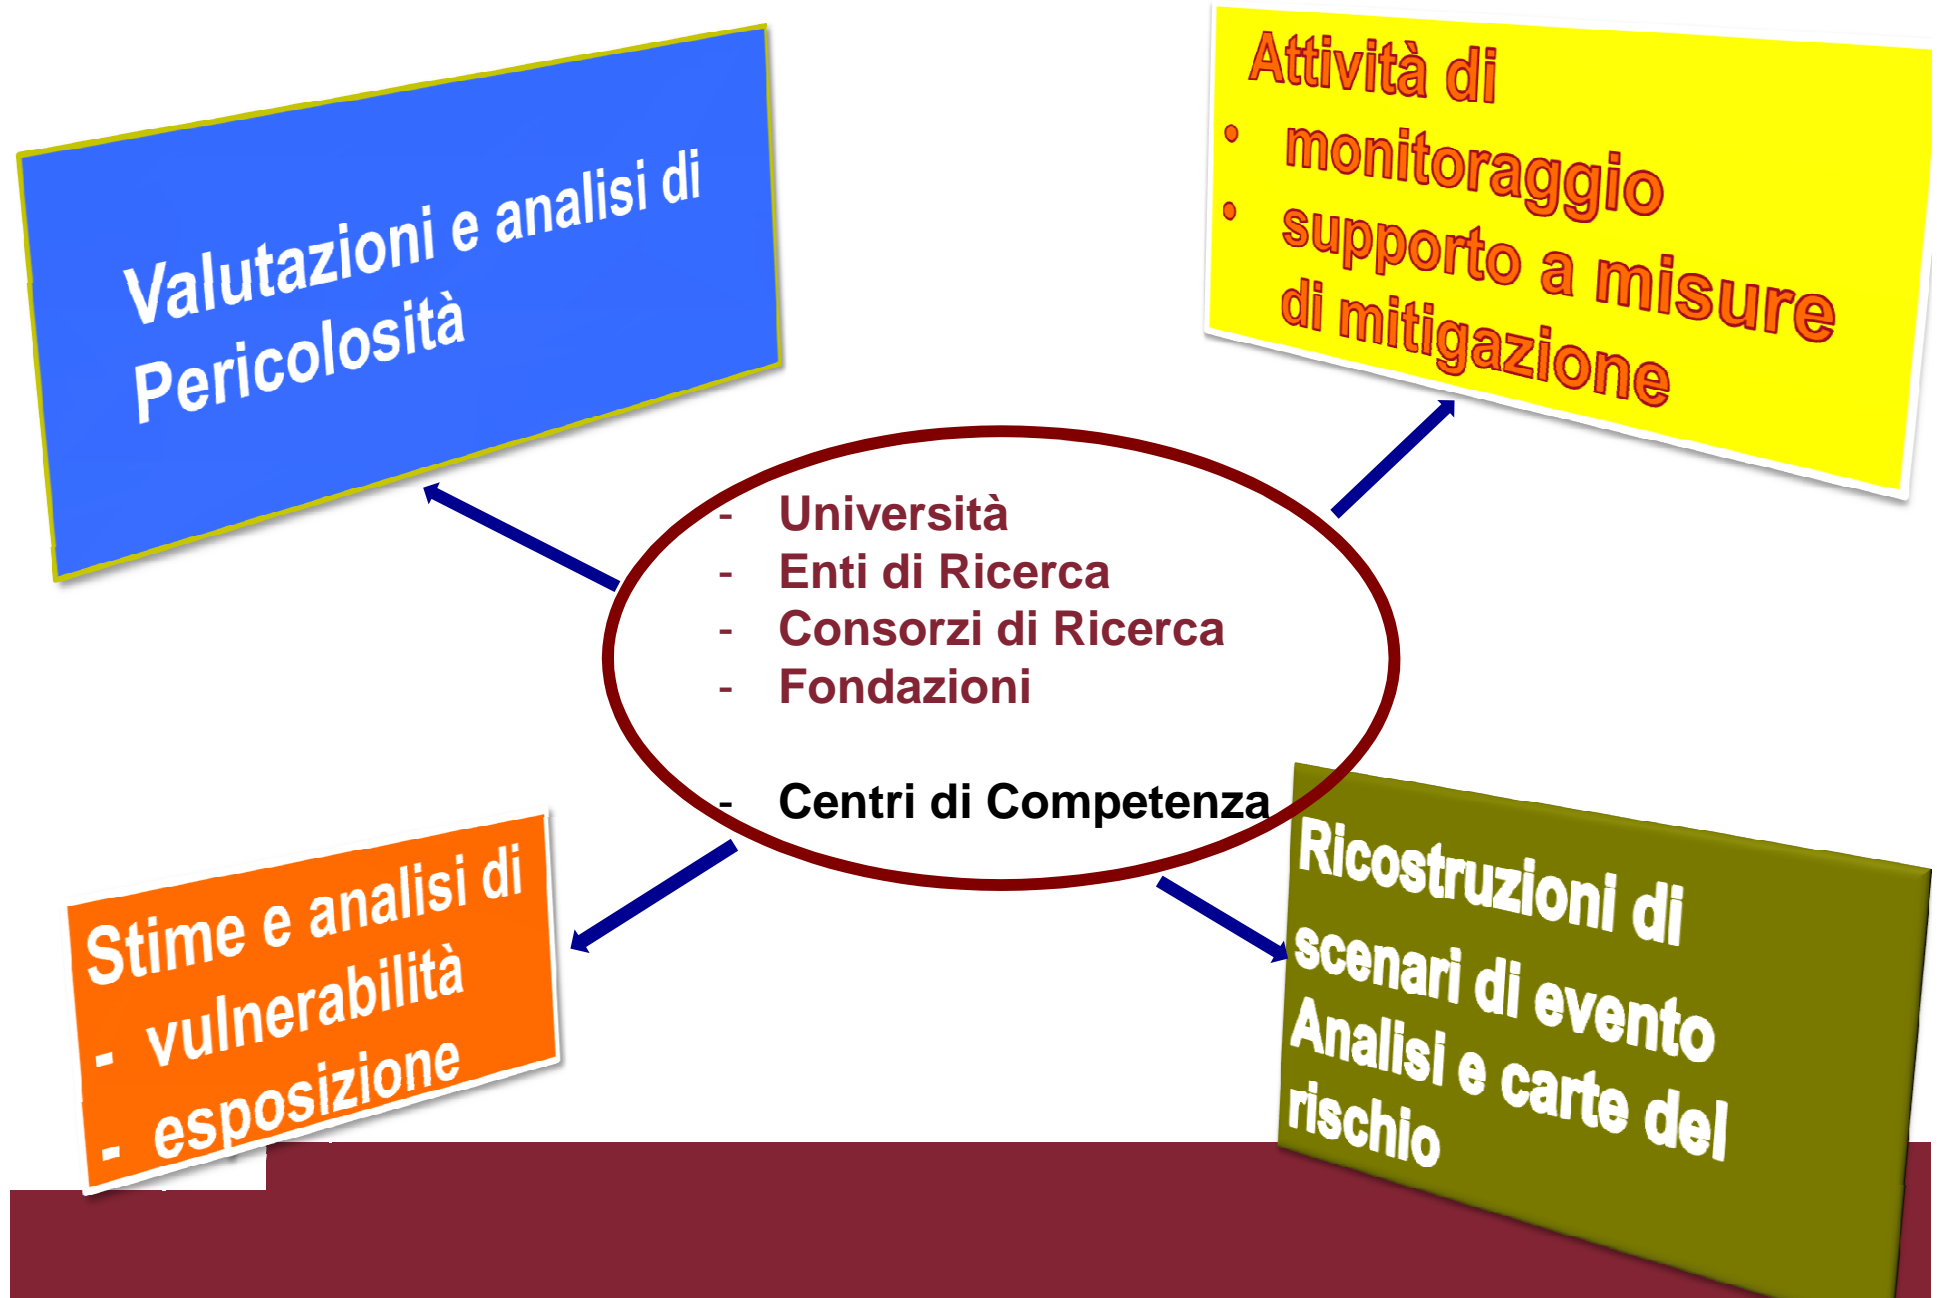 Valutazioni e analisi di
Pericolosità
Attività di
• monitoraggio
• supporto a misure
di mitigazione
- Università
- Enti di Ricerca
- Consorzi di Ricerca
- Fondazioni
- Centri di Competenza
Stime e analisi di
- vulnerabilità
- esposizione
Ricostruzioni di
scenari di evento
Analisi e carte del
rischio